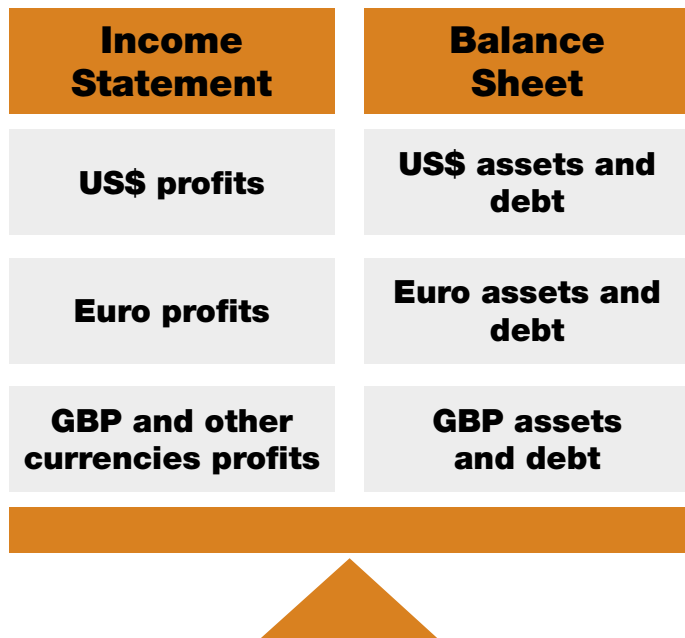 Income
Statement
Balance
Sheet
US$ profits
US$ assets and
debt
Euro profits
Euro assets and
debt
GBP and other
currencies profits
GBP assets
and debt